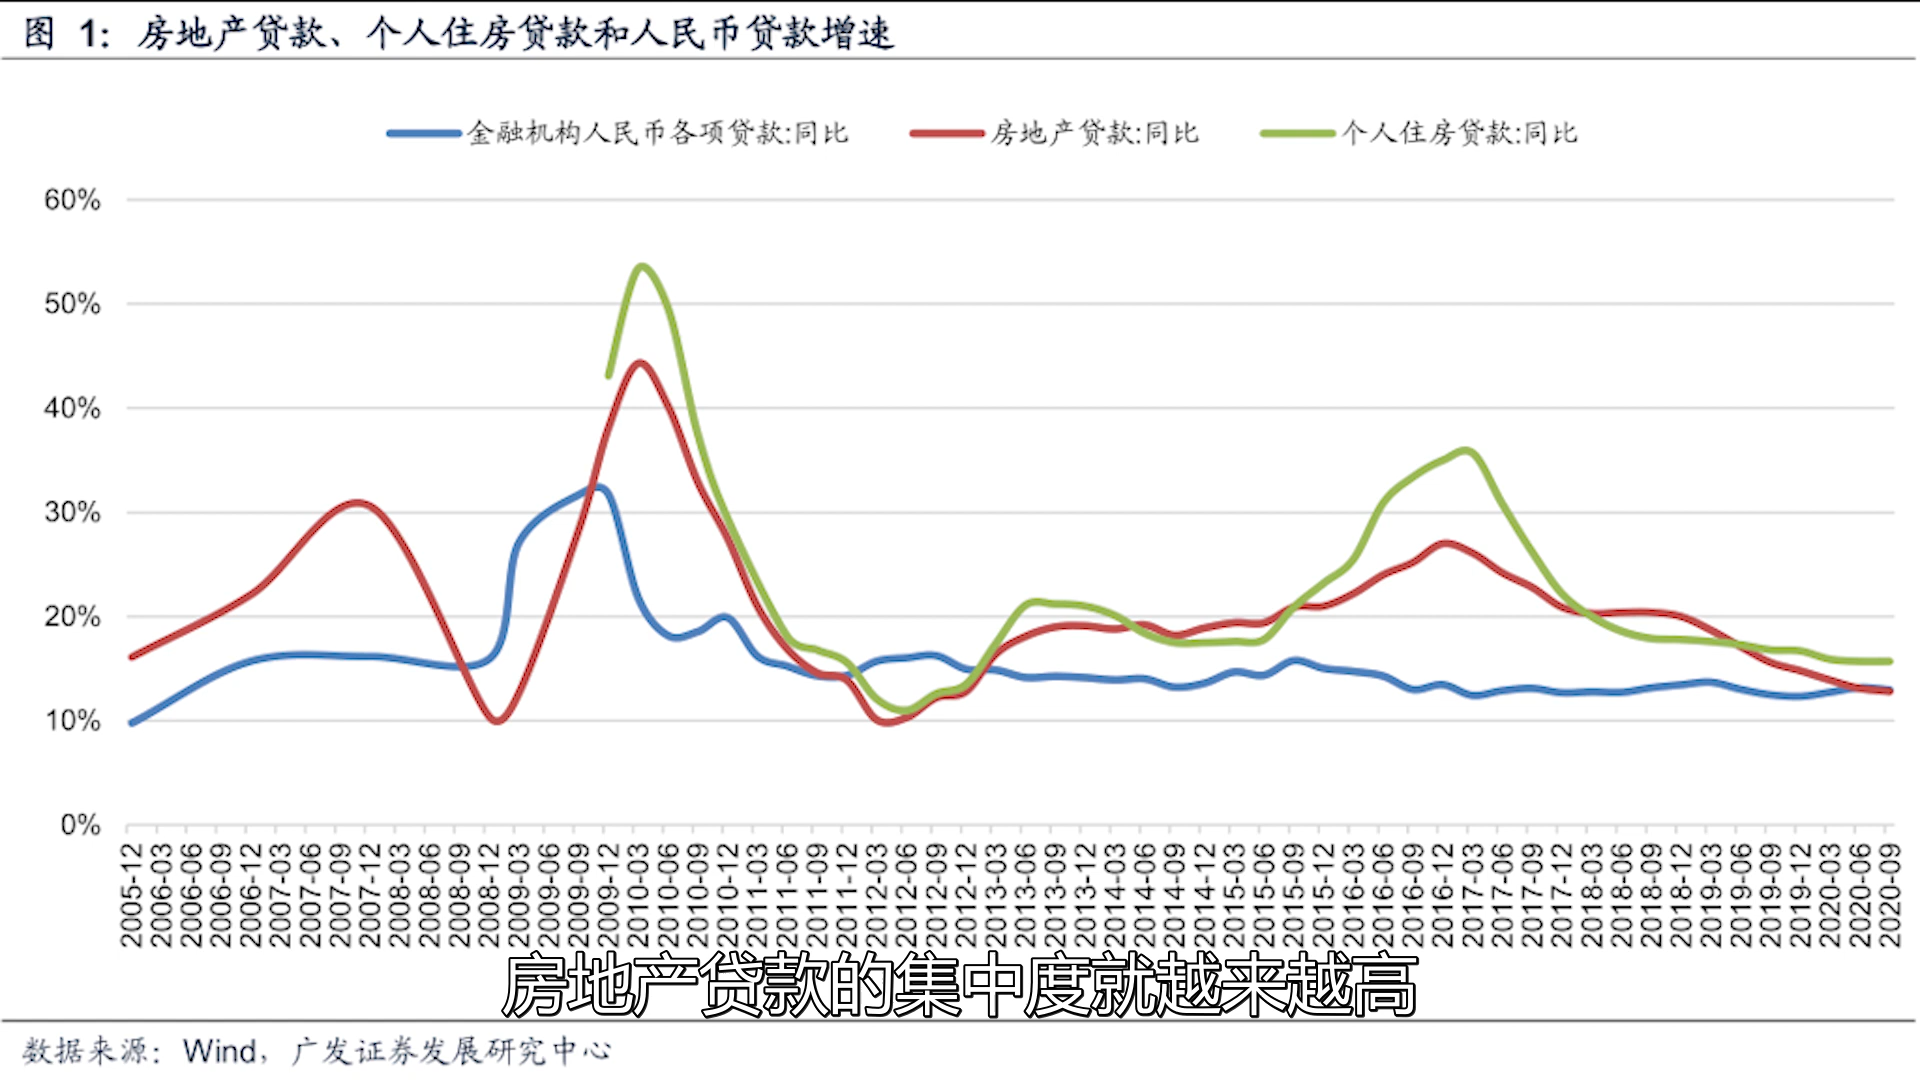 图 1：房地产贷款、个人住房贷款和人民币贷款增速
金融机构人民币各项贷款:同比 房地产贷款:同比 个人住房贷款:同比
60%
50%
40%
30%
20%
10%
0%
2005-12 2006-03 2006-06 2006-09 2006-12 2007-03 2007-06 2007-09 2007-12 2008-03 2008-06 2008-09 2008-12 2009-03 2009-06 2009-09 2009-12 2010-03 2010-06 2010-09 2010-12 2011-03 2011-06 2011-09 2011-12 2012-03 2012-06 2012-09 2012-12 2013-03 2013-06 2013-09 2013-12 2014-03 2014-06 2014-09 2014-12 2015-03 2015-06 2015-09 2015-12 2016-03 2016-06 2016-09 2016-12 2017-03 2017-06 2017-09 2017-12 2018-03 2018-06 2018-09 2018-12 2019-03 2019-06 2019-09 2019-12 2020-03 2020-06 2020-09
房地产贷款的集中度就越来越高
数据来源：Wind，广发证券发展研究中心